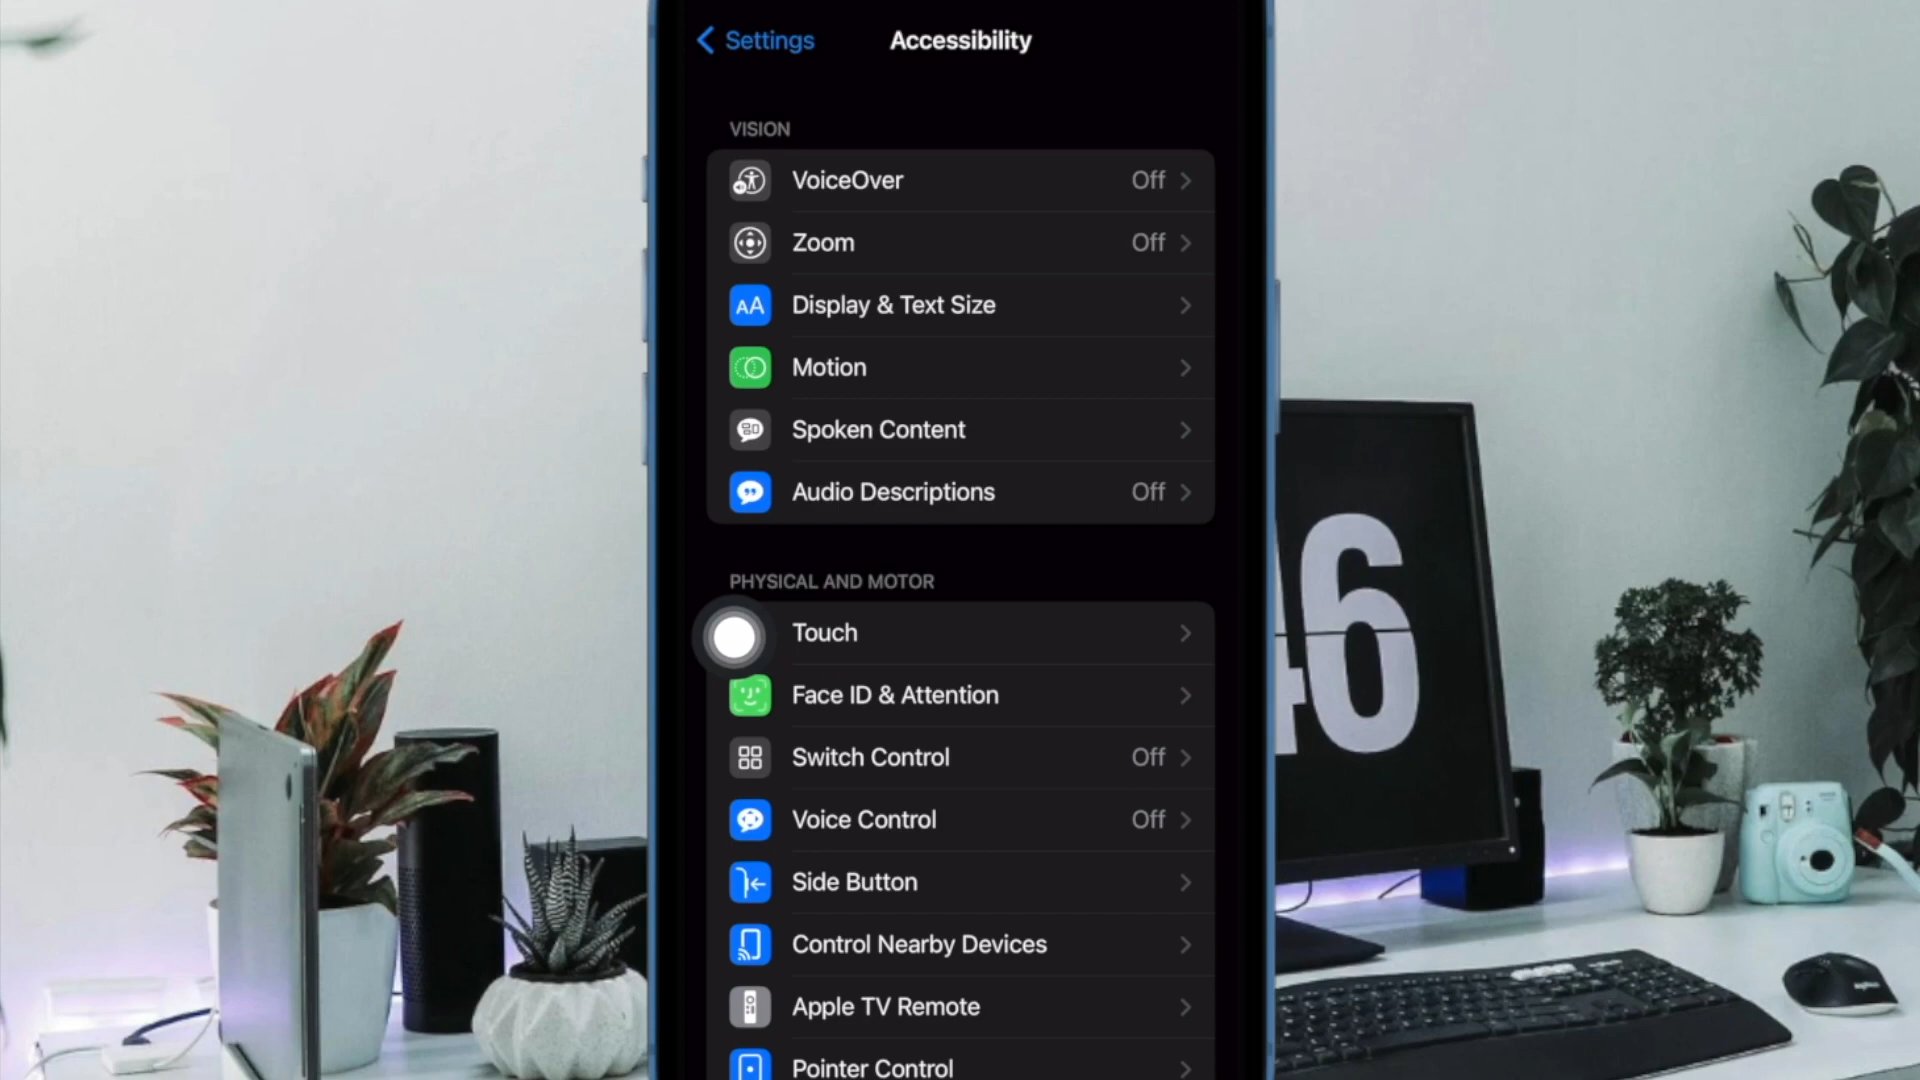 Settings
Accessibility
VISION
VoiceOver Off
Zoom Off
AA Display & Text Size
Motion
Spoken Content
Audio Descriptions Off
PHYSICAL AND MOTOR
Touch
Face ID & Attention
Switch Control Off
Voice Control Off
Side Button
Control Nearby Devices
Apple TV Remote
Pointer Control
46